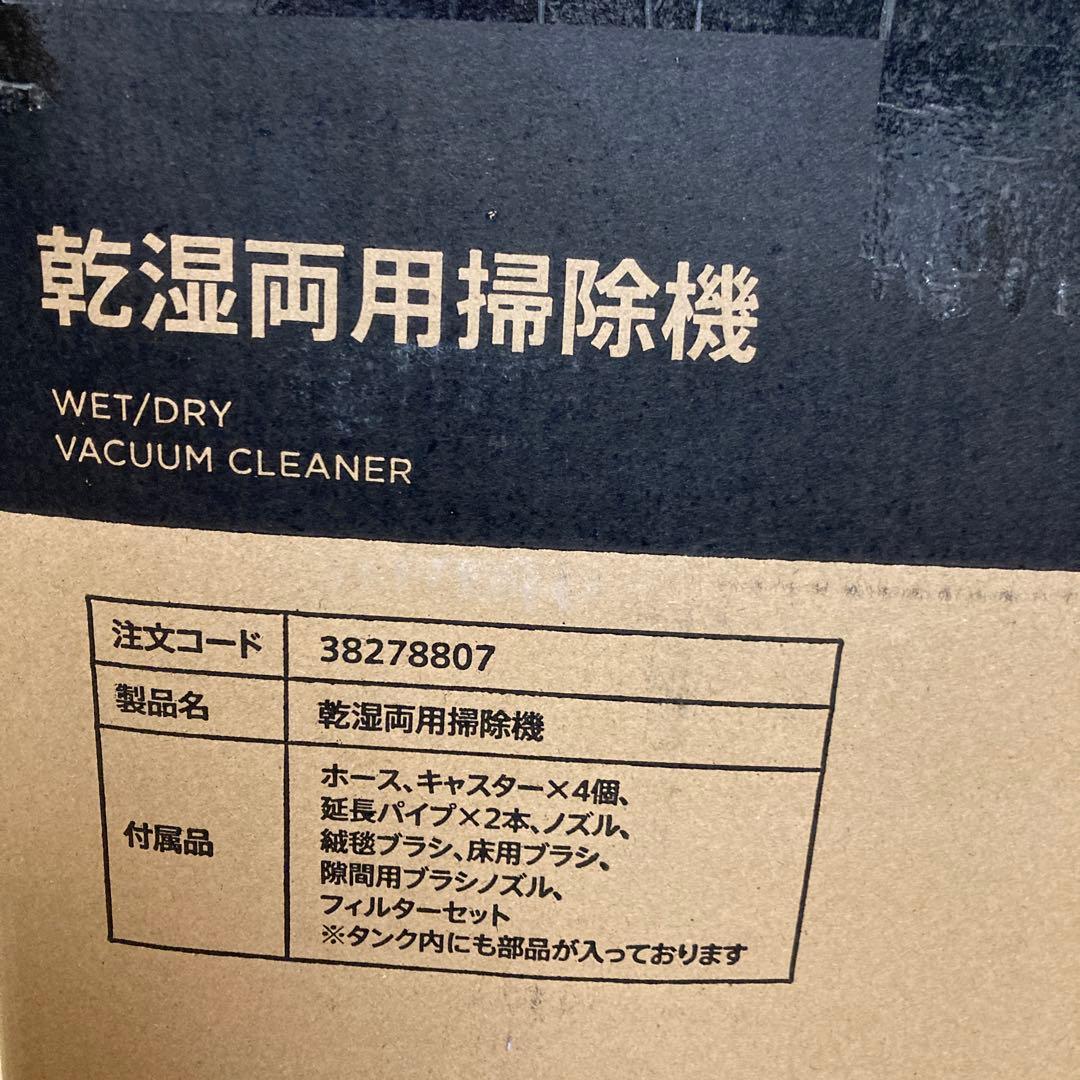 乾湿両用掃除機
WET/DRY
VACUUM CLEANER
注文コード 38278807
製品名 乾湿両用掃除機
付属品
ホース、キャスター×4個、
延長パイプ×2本、ノズル、
絨毯ブラシ、床用ブラシ、
隙間用ブラシノズル、
フィルターセット
※タンク内にも部品が入っております